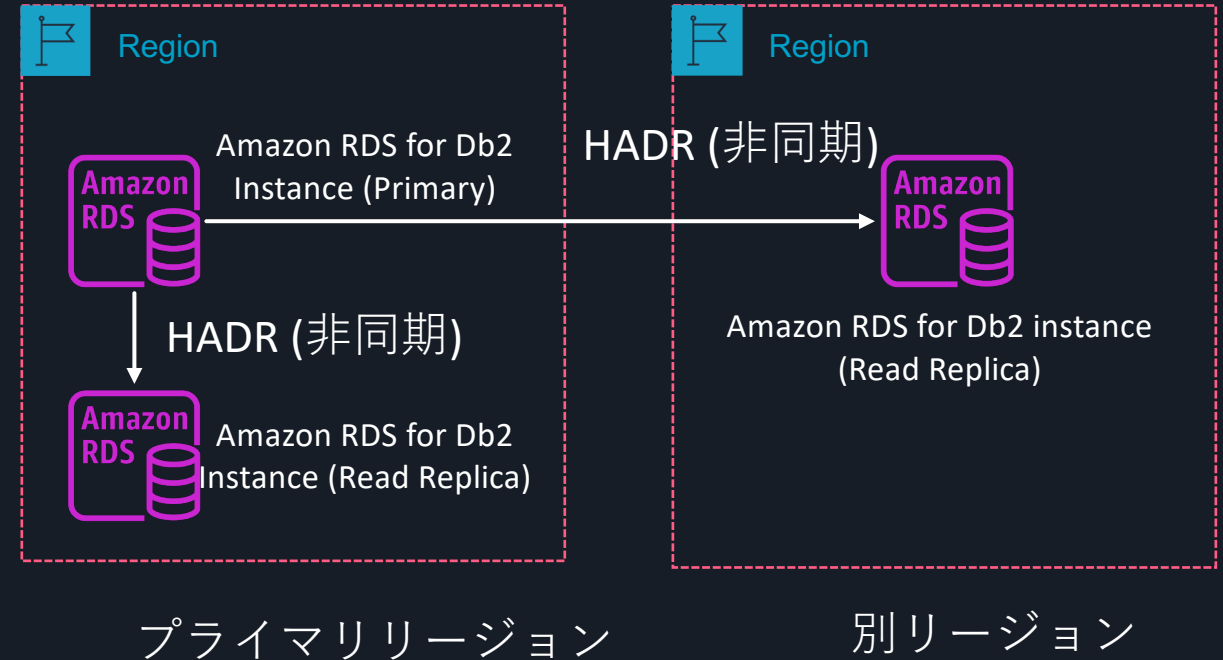 Region
Amazon RDS for Db2
Instance (Primary)
Amazon
RDS
HADR (非同期)
Amazon RDS for Db2
Instance (Read Replica)
Amazon
RDS
プライマリリージョン
HADR (非同期)
Region
Amazon
RDS
Amazon RDS for Db2 instance
(Read Replica)
別リージョン